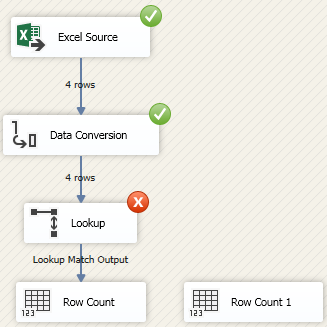 Excel Source
4 rows
Data Conversion
4 rows
Lookup
Lookup Match Output
123 Row Count
123 Row Count 1